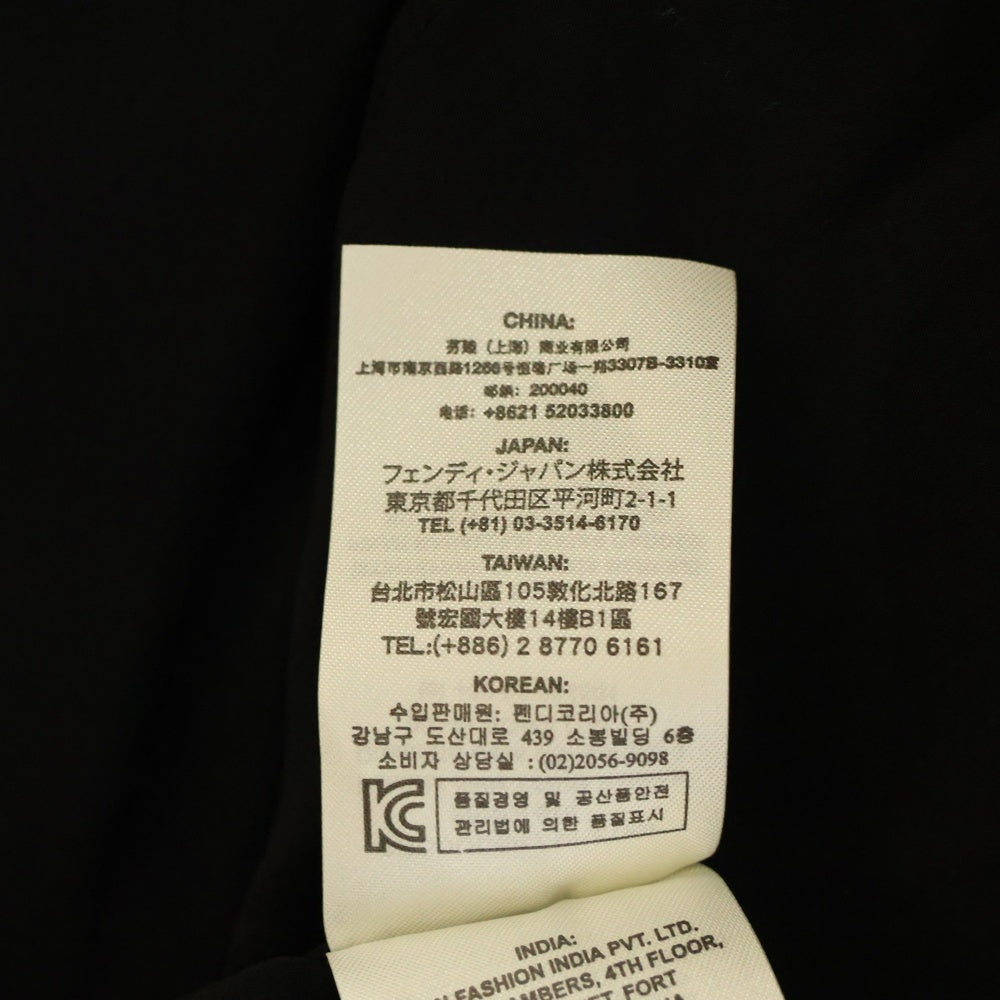 CHINA:
芬迪（上海）商业有限公司
上海市南京西路1266号恒隆广场一期3307B-3310室
邮编：200040
电话：+8621 52033800
JAPAN:
フェンディ・ジャパン株式会社
東京都千代田区平河町2-1-1
TEL (+81) 03-3514-6170
TAIWAN:
台北市松山區105敦化北路167
號宏國大樓14樓B1區
TEL:(+886) 2 8770 6161
KOREAN:
수입판매원: 펜디코리아(주)
강남구 도산대로 439 소봉빌딩 6층
소비자 상담실 :(02)2056-9098
KC
품질경영 및 공산품안전
관리법에 의한 품질표시
INDIA:
FASHION INDIA PVT. LTD.
4TH FLOOR,
FORT